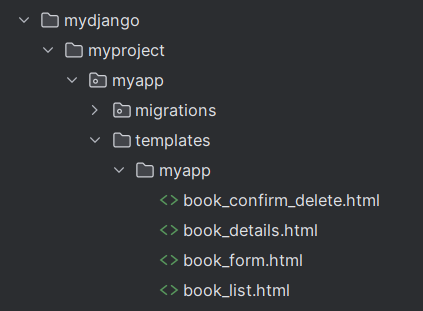 mydjango
myproject
myapp
migrations
templates
myapp
book_confirm_delete.html
book_details.html
book_form.html
book_list.html